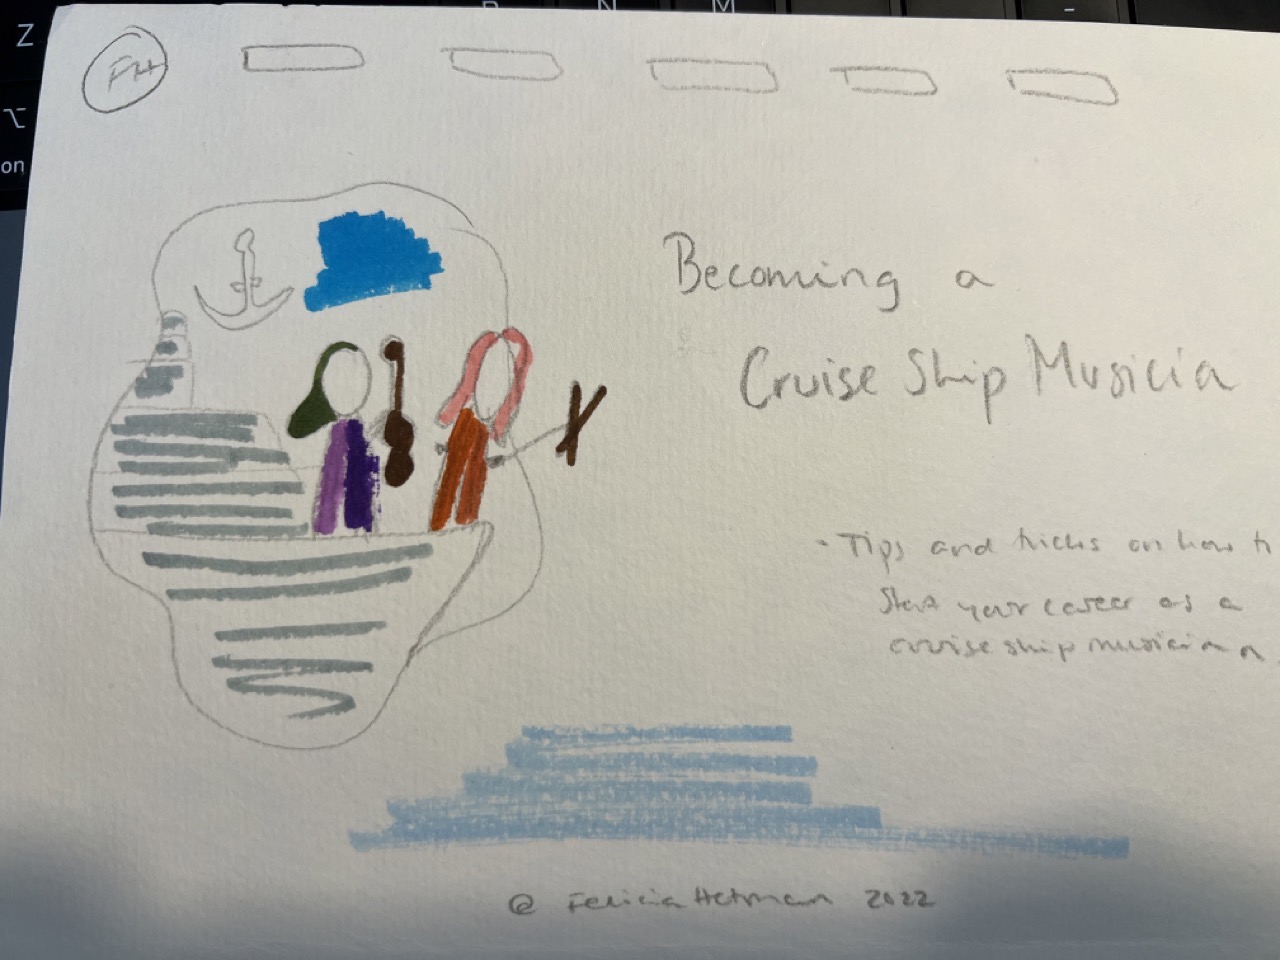 Z
N
M
⌥
on
FH
Becoming a
Cruise Ship Musicia
• Tips and tricks on how t
Start your career as a
cruise ship musician
© Felicia Hetman 2022